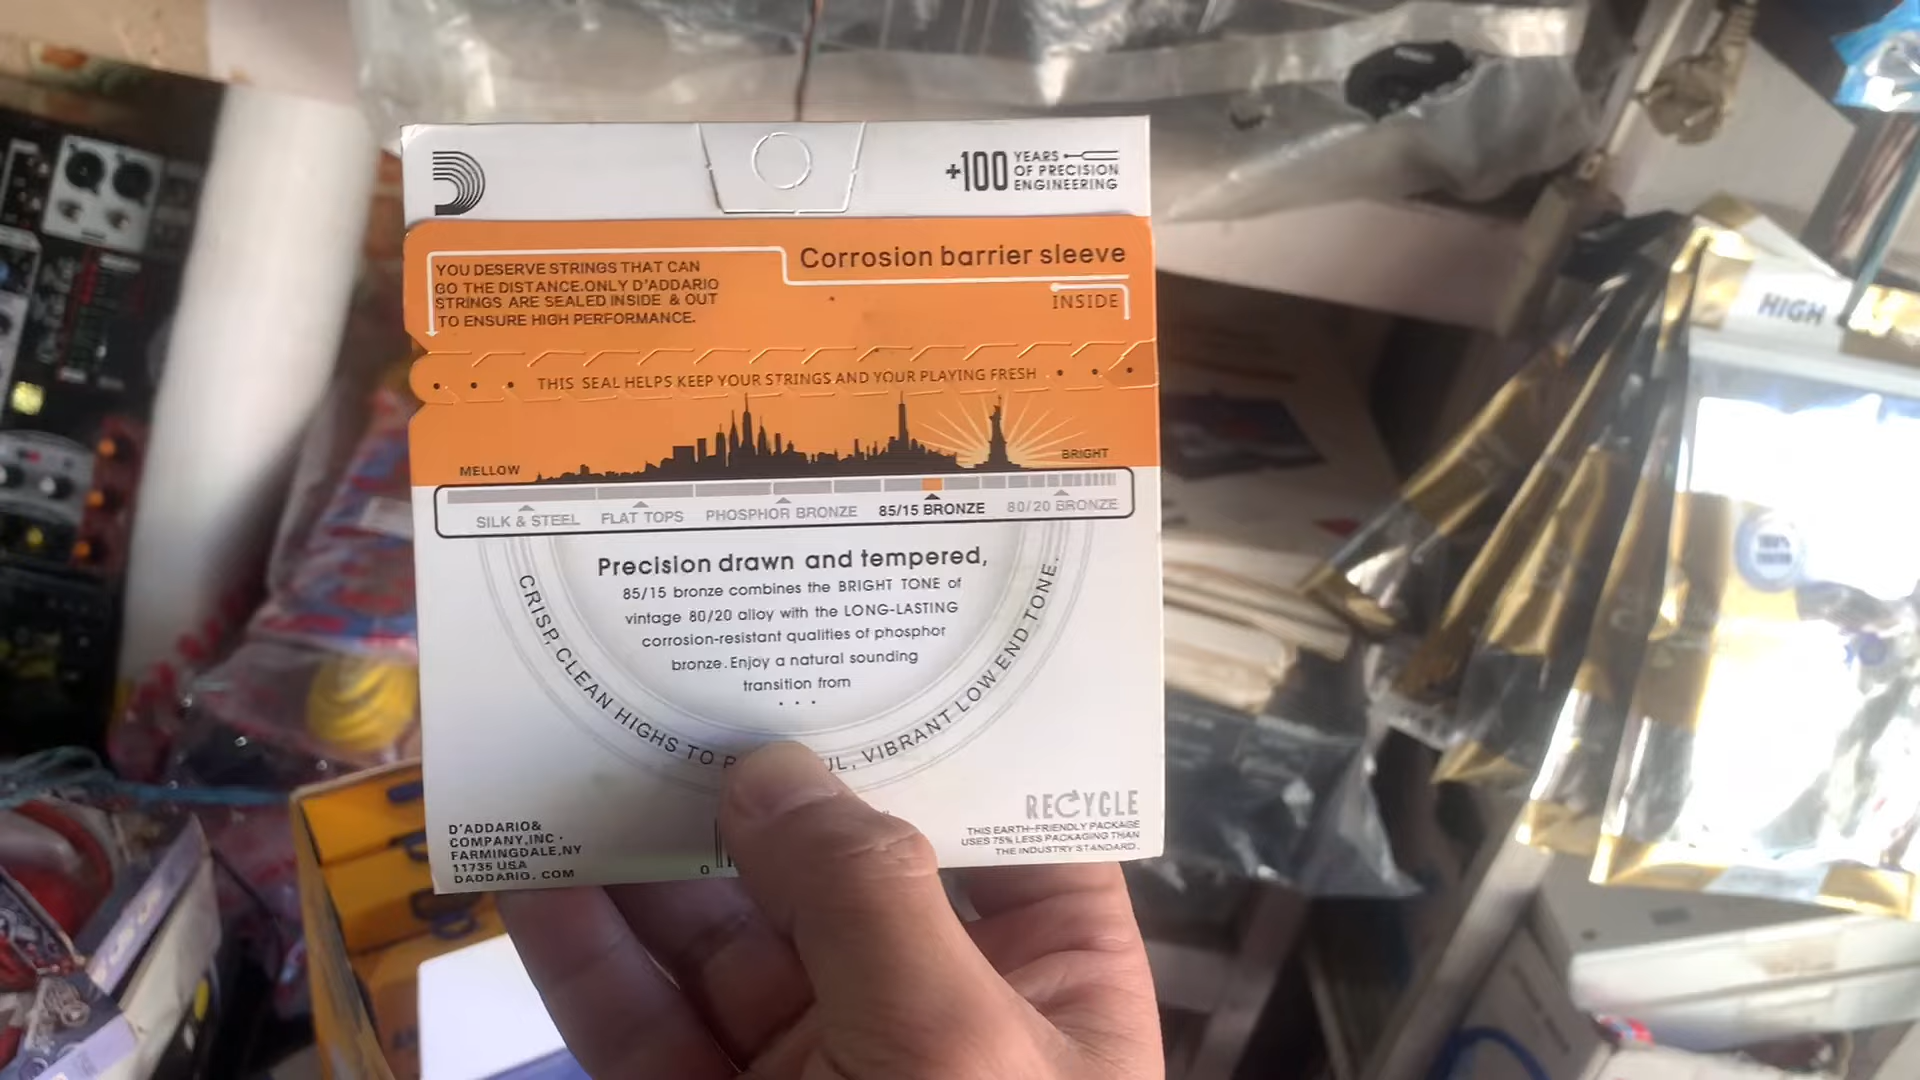 +100 YEARS
OF PRECISION
ENGINEERING
Corrosion barrier sleeve
INSIDE
YOU DESERVE STRINGS THAT CAN
GO THE DISTANCE.ONLY D'ADDARIO
STRINGS ARE SEALED INSIDE & OUT
TO ENSURE HIGH PERFORMANCE.
THIS SEAL HELPS KEEP YOUR STRINGS AND YOUR PLAYING FRESH
MELLOW
BRIGHT
SILK & STEEL FLAT TOPS PHOSPHOR BRONZE 85/15 BRONZE 80/20 BRONZE
Precision drawn and tempered,
85/15 bronze combines the BRIGHT TONE of
vintage 80/20 alloy with the LONG-LASTING
corrosion-resistant qualities of phosphor
bronze.Enjoy a natural sounding
transition from
...
CRISP, CLEAN HIGHS TO VIBRANT LOW END TONE.
D'ADDARIO&
COMPANY,INC.
FARMINGDALE,NY
11735 USA
DADDARIO.COM
0
RECYCLE
THIS EARTH-FRIENDLY PACKAGE
USES 75% LESS PACKAGING THAN
THE INDUSTRY STANDARD.
HIGH
100%